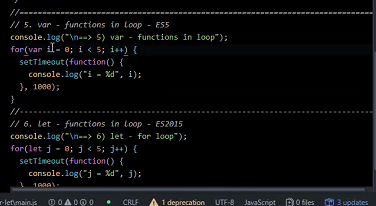 //==================================================
// 5. var - functions in loop - ES5
console.log("\n==> 5) var - functions in loop");
for(var i = 0; i < 5; i++) {
setTimeout(function() {
console.log("i = %d", i);
}, 1000);
}
//--------------------------------------------------
// 6. let - functions in loop - ES2015
console.log("\n==> 6) let - for loop");
for(let j = 0; j < 5; j++) {
setTimeout(function() {
console.log("j = %d", j);
}, 1000);
r-let\main.js 0 0 0 CRLF 1 deprecation UTF-8 JavaScript 0 files 3 updates